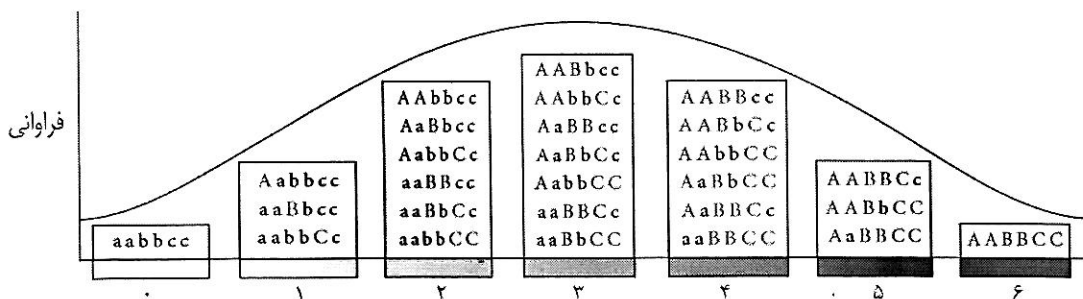 فراوانی
aabbcc
Aabbcc
aaBbcc
aabbCc
AAbbcc
AaBbcc
AabbCc
aaBBcc
aaBbCc
aabbCC
AABbcc
AAbbCc
AaBBcc
AaBbCc
AabbCC
aaBBCc
aaBbCC
AABBcc
AABbCc
AAbbCC
AaBbCC
AaBBCc
aaBBCC
AABBCc
AABbCC
AaBBCC
AABBCC
۰ ۱ ۲ ۳ ۴ ۵ ۶